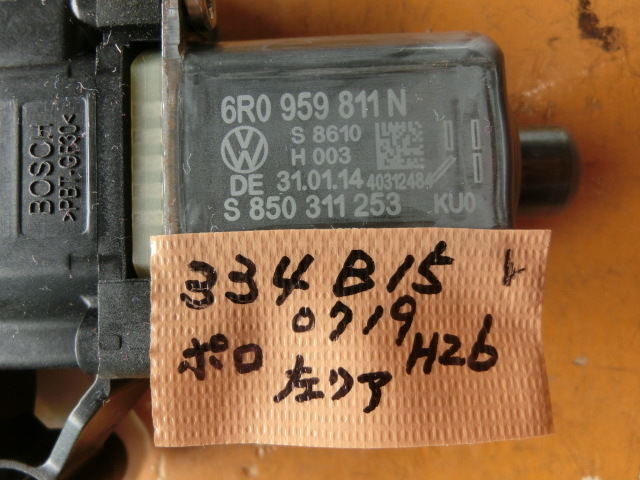 BOSCH
>PBT-GF30<
6R0 959 811 N
S 8610
H 003
DE 31.01.14 40312484
S 850 311 253 KU0
334 B15
0719
ポロ H26
左リア